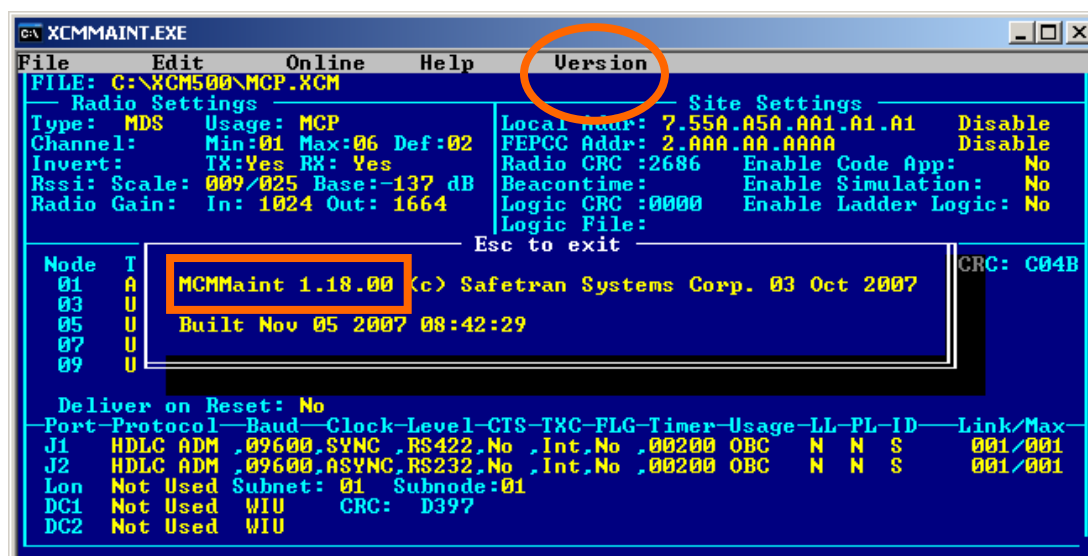 XCMMAINT.EXE
File Edit Online Help Version
FILE: C:\XCM500\MCP.XCM
Radio Settings Site Settings
Type: MDS Usage: MCP Local Addr: 7.55A.A5A.AA1.A1.A1 Disable
Channel: Min:01 Max:06 Def:02 FEPCC Addr: 2.AAA.AA.AAAA Disable
Invert: TX:Yes RX: Yes Radio CRC :2686 Enable Code App: No
Rssi: Scale: 009/025 Base:-137 dB Beacontime: Enable Simulation: No
Radio Gain: In: 1024 Out: 1664 Logic CRC :0000 Enable Ladder Logic: No
Logic File:
Esc to exit
Node T CRC: C04B
01 A MCMMaint 1.18.00 (c) Safetran Systems Corp. 03 Oct 2007
03 U
05 U Built Nov 05 2007 08:42:29
07 U
09 U
Deliver on Reset: No
Port-Protocol-Baud-Clock-Level-CTS-TXC-FLG-Timer-Usage-LL-PL-ID-Link/Max
J1 HDLC ADM ,09600,SYNC ,RS422,No ,Int,No ,00200 OBC N N S 001/001
J2 HDLC ADM ,09600,ASYNC,RS232,No ,Int,No ,00200 OBC N N S 001/001
Lon Not Used Subnet: 01 Subnode:01
DC1 Not Used WIU CRC: D397
DC2 Not Used WIU